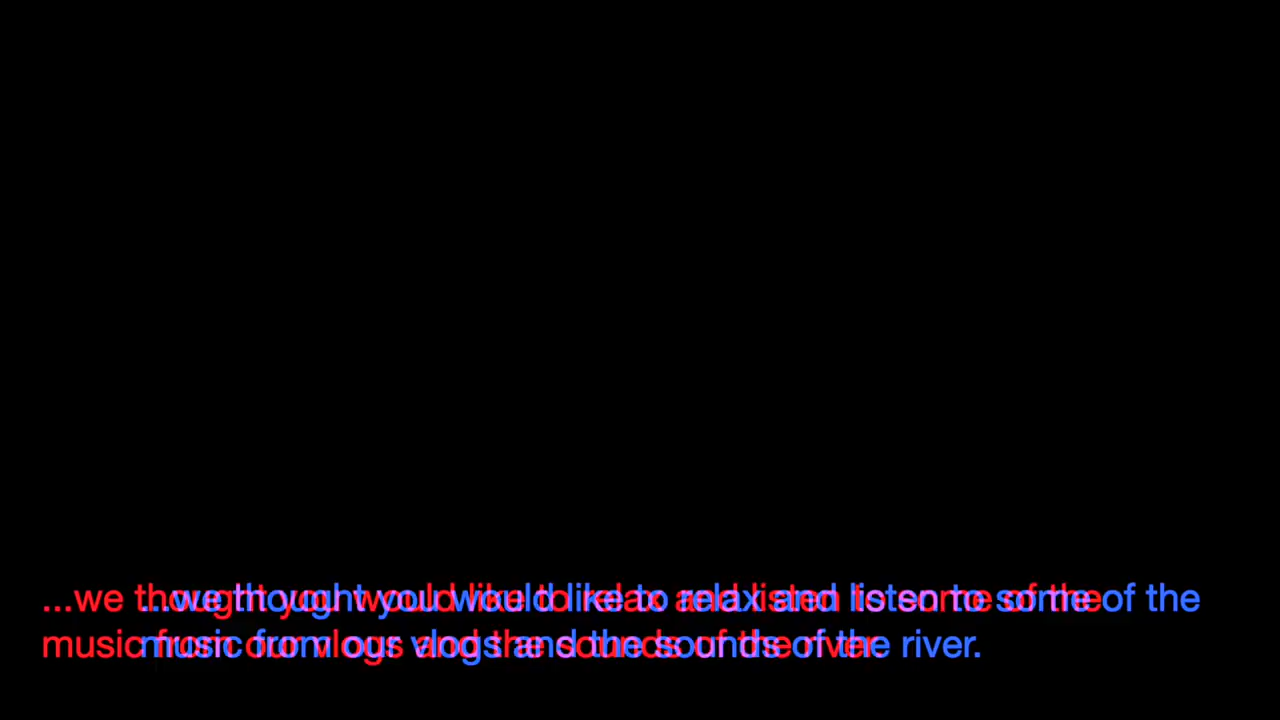 ...we thought you would like to relax and listen to some of the
music from our vlogs and the sounds of the river.